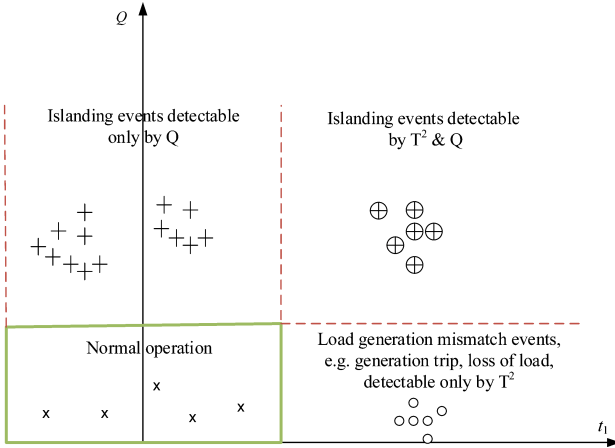 Q
Islanding events detectable
only by Q
Islanding events detectable
by T² & Q
Normal operation
x
x
x
x
x
Load generation mismatch events,
e.g. generation trip, loss of load,
detectable only by T²
t₁